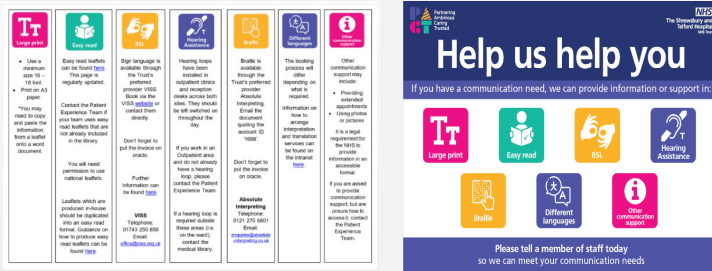 Large print
• Use a
minimum
size 16 –
18 font.
• Print on A3
paper.
*You may
need to copy
and paste the
information
from a leaflet
onto a word
document.
Easy read
Easy read leaflets
can be found here.
This page is
regularly updated.
Contact the Patient
Experience Team if
your team uses easy
read leaflets that
are not already
included in the
library.
You will need
permission to use
national leaflets.
Leaflets which are
produced in-house
should be duplicated
into an easy read
format. Guidance on
how to produce easy
read leaflets can be
found here.
BSL
Sign language is
available through
the Trust's
preferred
provider VISS.
Book via the
VISS website or
contact them
directly.
Don't forget to
put the invoice on
oracle.
Further
information can
be found here.
VISS
Telephone:
01743 250 850
Email:
office@viss.org.uk
Hearing
Assistance
Hearing loops
have been
installed in
outpatient clinics
and reception
desks across both
sites. They should
be left switched on
throughout the
day.
If you work in an
Outpatient area
and do not already
have a hearing
loop, please
contact the Patient
Experience Team.
If a hearing loop is
required outside
these areas (i.e.
on the ward),
contact the
medical library.
Braille
Braille is
available
through the
Trust's preferred
provider
Absolute
Interpreting.
Email the
document
quoting the
account ID
'1688'.
Don't forget to
put the invoice
on oracle.
Absolute
Interpreting
Telephone:
0121 270 6801
Email:
enquiries@absolute
interpreting.co.uk
Different
languages
The booking
process will
differ
depending on
what is
required.
Information on
how to
arrange
interpretation
and translation
services can
be found on
the intranet
here.
Other
communication
support
Other
communication
support may
include:
• Providing
extended
appointments
• Using photos
or pictures
It is a legal
requirement for
the NHS to
provide
information in an
accessible
format.
If you are asked
to provide
communication
support, but are
unsure how to
access it, contact
the Patient
Experience
Team.
Partnering
Ambitious
Caring
Trusted
NHS
The Shrewsbury and
Telford Hospital
NHS Trust
Help us help you
If you have a communication need, we can provide information or support in:
Large print
Easy read
BSL
Hearing
Assistance
Braille
Different
languages
Other
communication
support
Please tell a member of staff today
so we can meet your communication needs